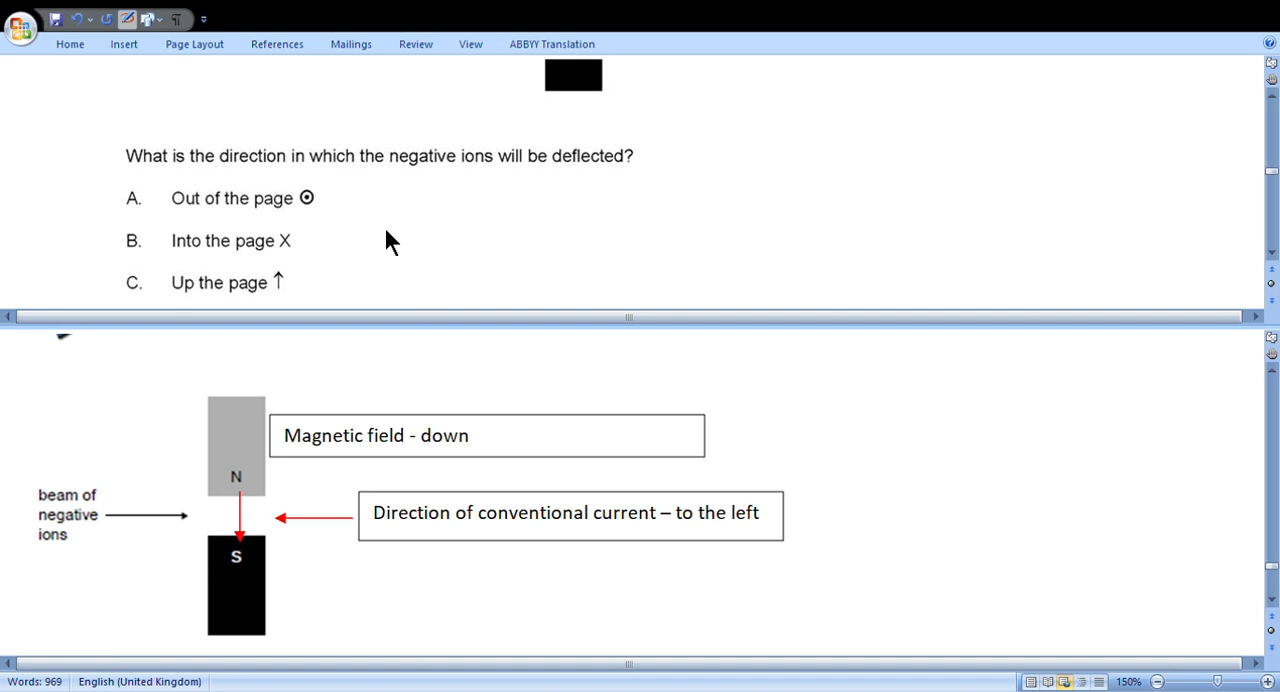 Home Insert Page Layout References Mailings Review View ABBYY Translation
What is the direction in which the negative ions will be deflected?
A. Out of the page ⊙
B. Into the page X
C. Up the page ↑
Magnetic field - down
N
beam of
negative
ions
Direction of conventional current – to the left
S
Words: 969 English (United Kingdom) 150%